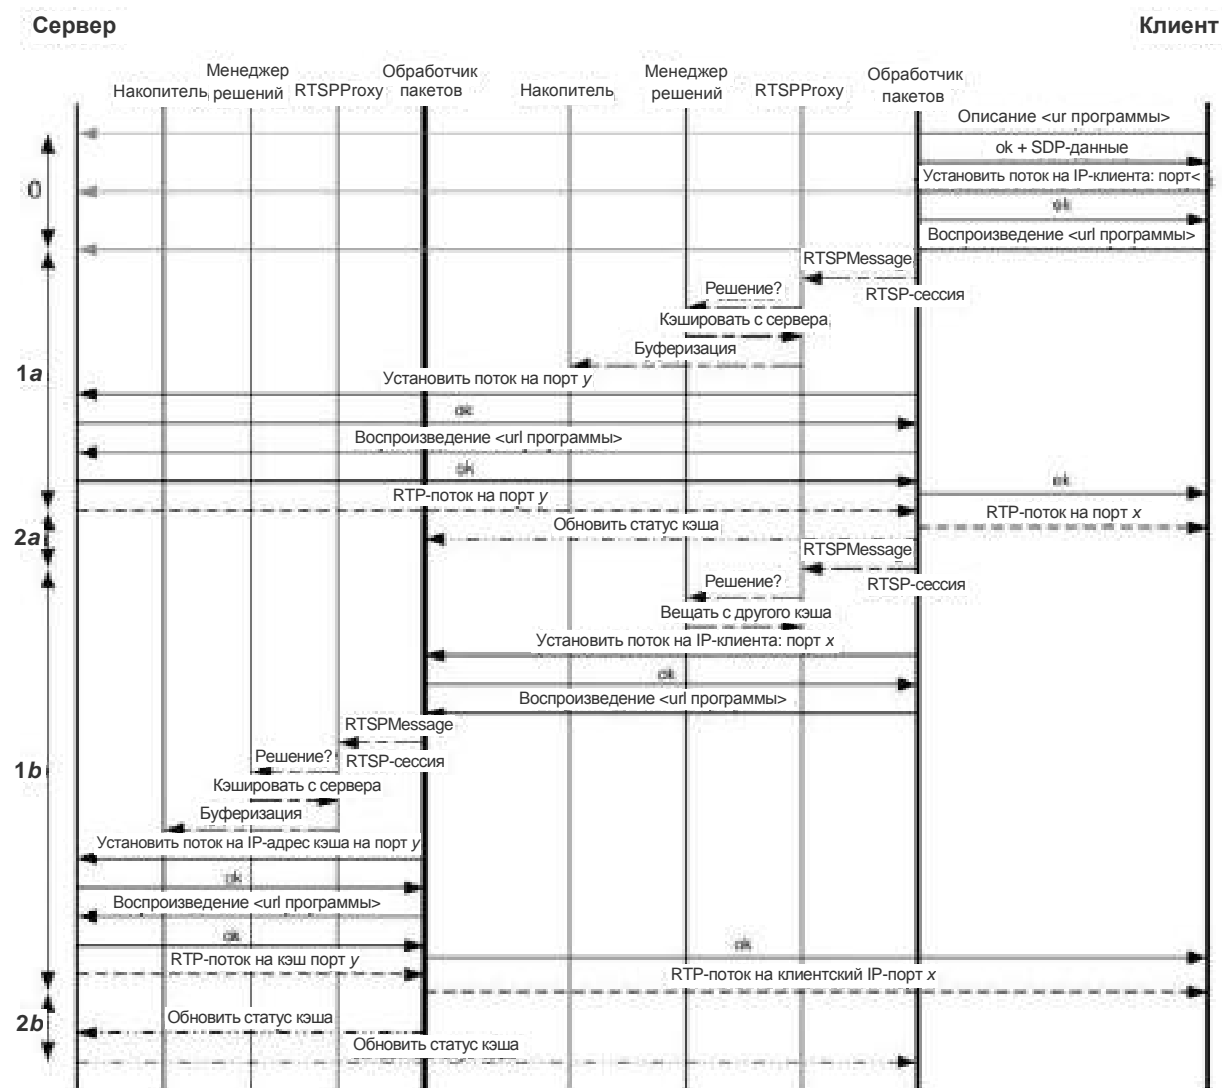 Сервер
Клиент
Накопитель
Менеджер
решений
RTSPProxy
Обработчик
пакетов
Накопитель
Менеджер
решений
RTSPProxy
Обработчик
пакетов
Описание <ur программы>
ok + SDP-данные
0
Установить поток на IP-клиента: порт<
ok
Воспроизведение <url программы>
RTSPMessage
RTSP-сессия
Решение?
Кэшировать с сервера
Буферизация
1a
Установить поток на порт y
ok
Воспроизведение <url программы>
ok
ok
RTP-поток на порт y
RTP-поток на порт x
2a
Обновить статус кэша
RTSPMessage
RTSP-сессия
Решение?
Вещать с другого кэша
Установить поток на IP-клиента: порт x
ok
Воспроизведение <url программы>
RTSPMessage
1b
Решение?
RTSP-сессия
Кэшировать с сервера
Буферизация
Установить поток на IP-адрес кэша на порт y
ok
Воспроизведение <url программы>
ok
ok
RTP-поток на кэш порт y
RTP-поток на клиентский IP-порт x
2b
Обновить статус кэша
Обновить статус кэша